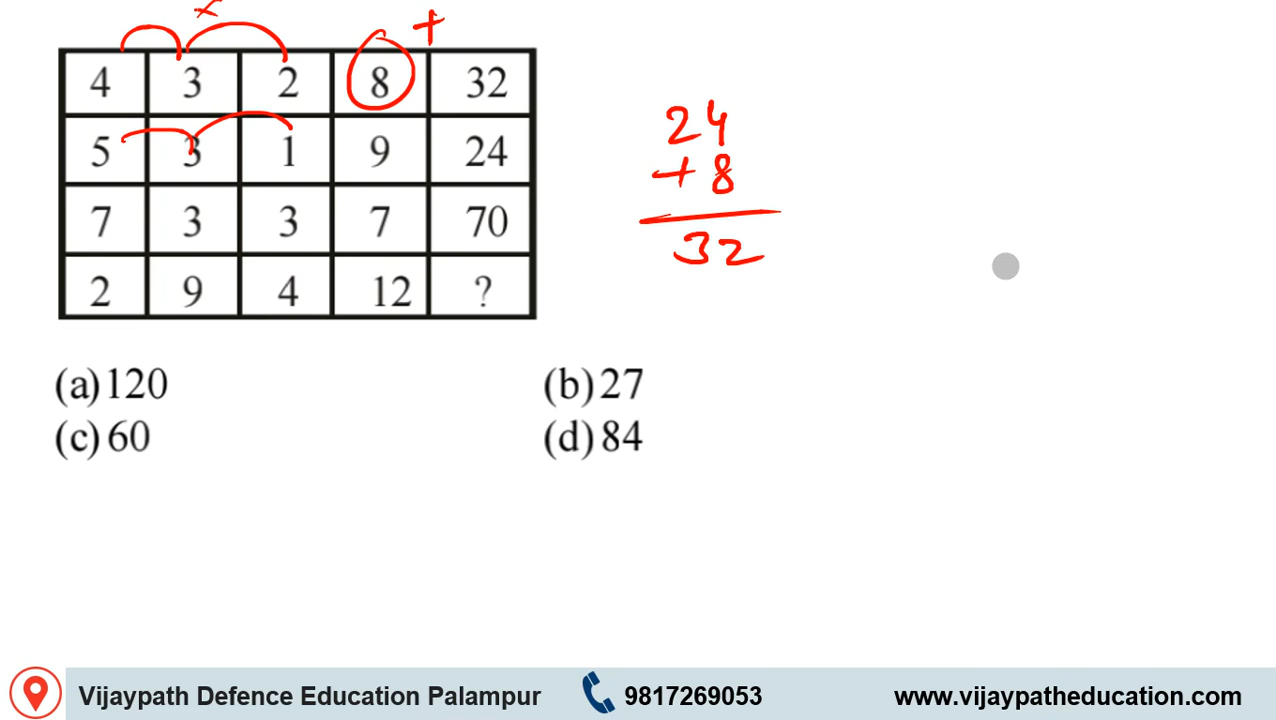 × +
4 3 2 8 32
5 3 1 9 24
7 3 3 7 70
2 9 4 12 ?
24
+8
32
(a) 120 (b) 27
(c) 60 (d) 84
Vijaypath Defence Education Palampur 9817269053 www.vijaypatheducation.com